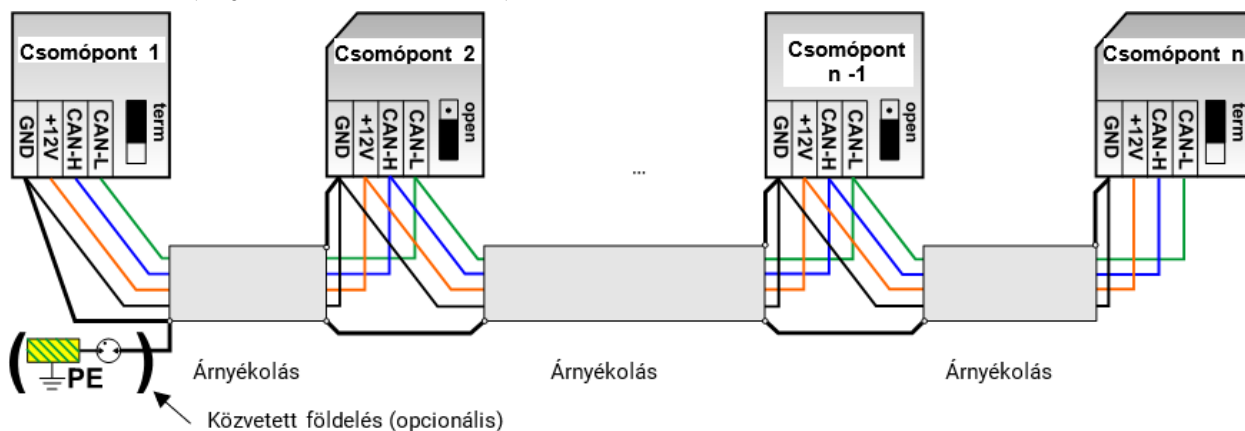 Csomópont 1
GND
+12V
CAN-H
CAN-L
term
Csomópont 2
GND
+12V
CAN-H
CAN-L
open
...
Csomópont
n -1
GND
+12V
CAN-H
CAN-L
open
Csomópont n
GND
+12V
CAN-H
CAN-L
term
( PE )
Árnyékolás
Árnyékolás
Árnyékolás
Közvetett földelés (opcionális)